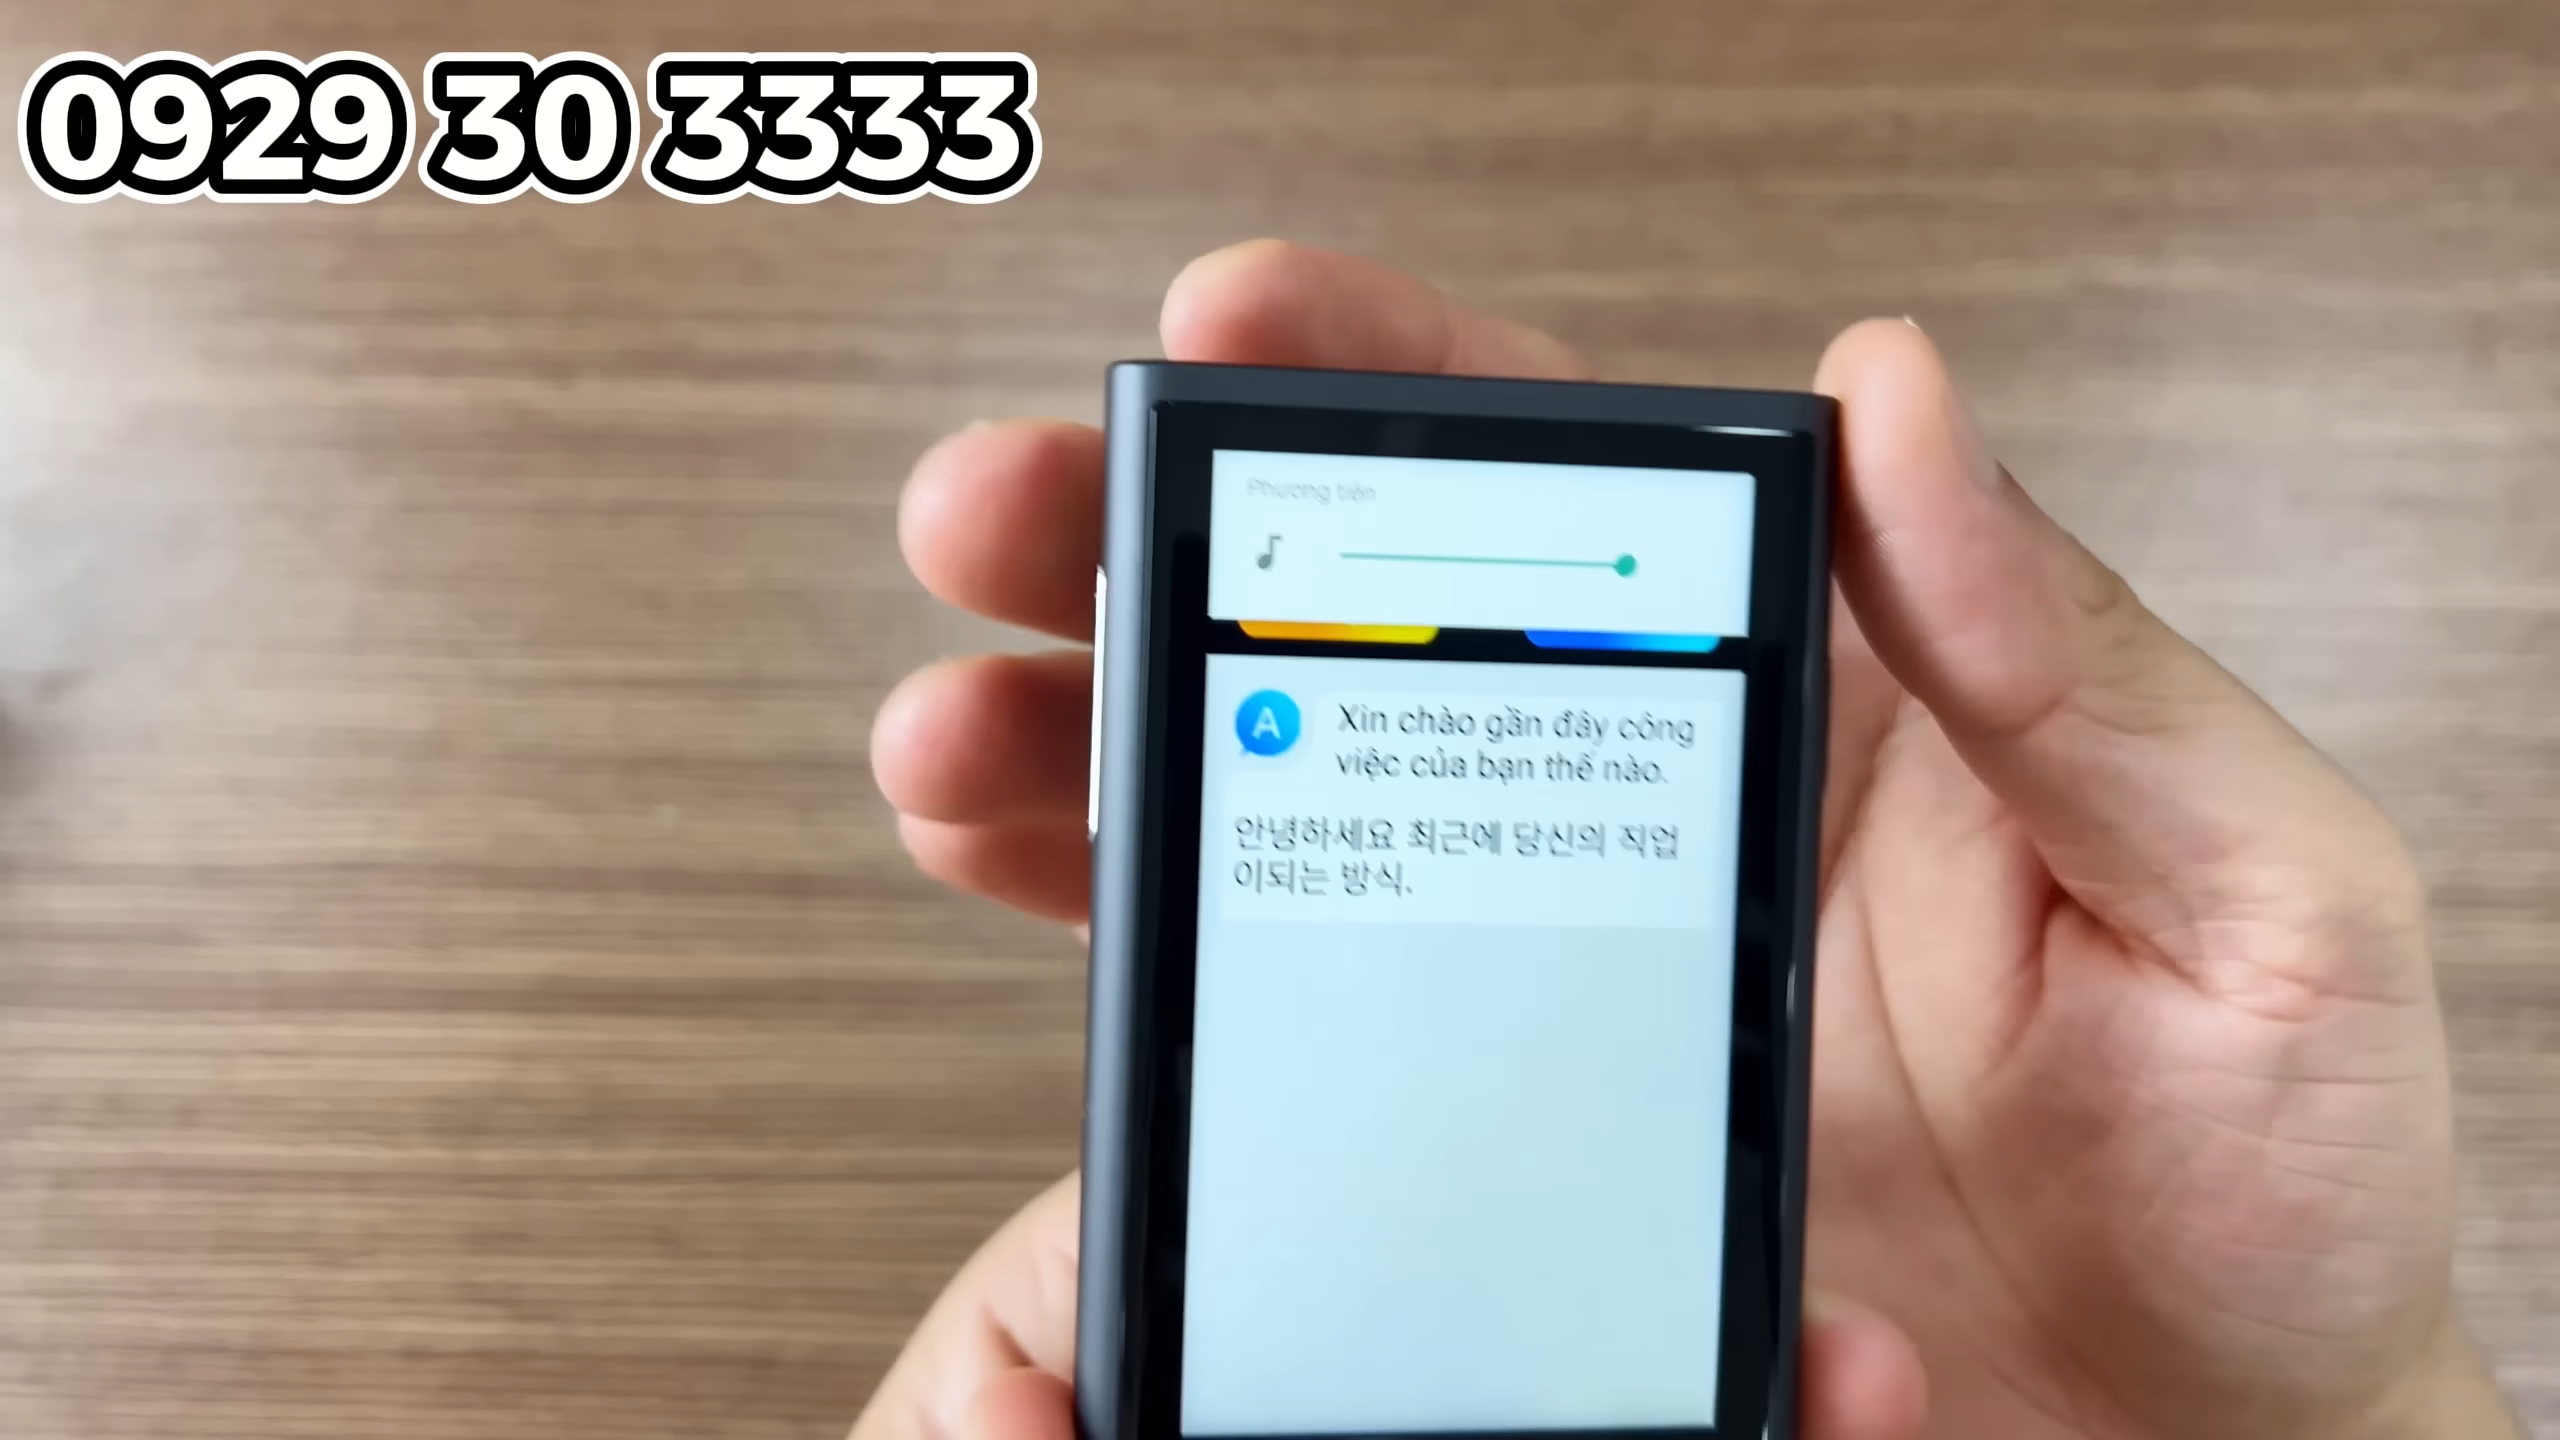 0929 30 3333
Phương tiện
A
Xin chào gần đây công
việc của bạn thế nào.
안녕하세요 최근에 당신의 직업
이되는 방식.